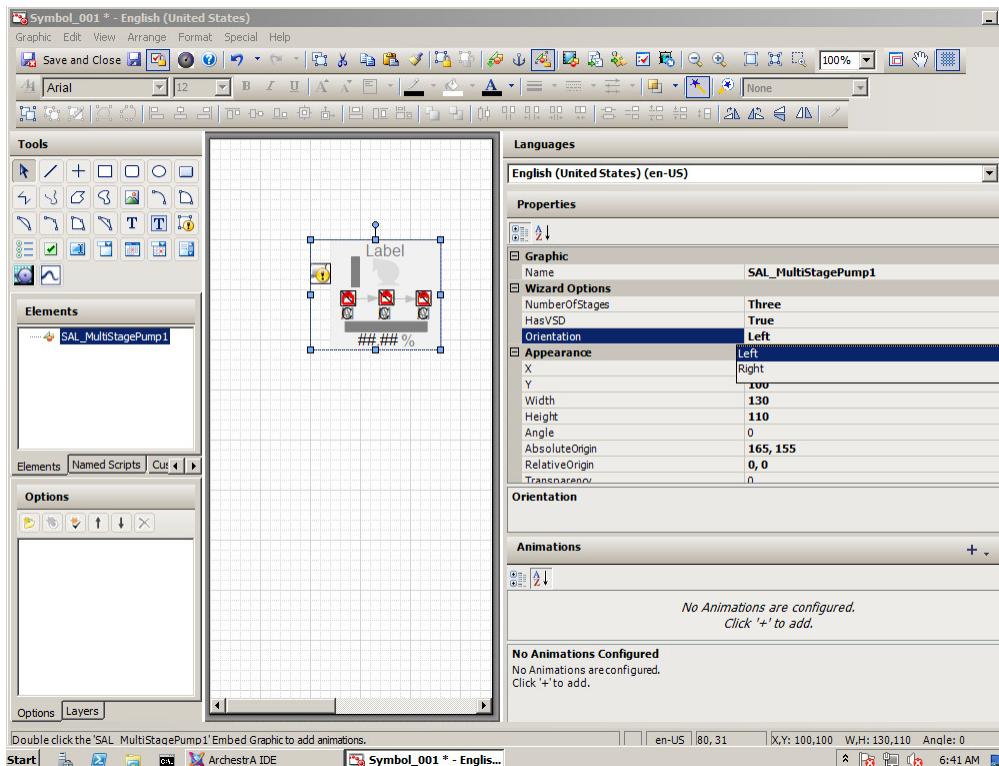 Symbol_001 * - English (United States)
Graphic Edit View Arrange Format Special Help
Save and Close 100%
Arial 12 B I U A A A None
Tools
T T
Elements
SAL_MultiStagePump1
Elements Named Scripts Cus
Options
Options Layers
Label
##.## %
Languages
English (United States) (en-US)
Properties
Graphic
Name SAL_MultiStagePump1
Wizard Options
NumberOfStages Three
HasVSD True
Orientation Left
Left
Appearance
X
Right
Y 100
Width 130
Height 110
Angle 0
AbsoluteOrigin 165, 155
RelativeOrigin 0, 0
Transparency 0
Orientation
Animations
No Animations are configured.
Click '+' to add.
No Animations Configured
No Animations are configured.
Click '+' to add.
Double click the 'SAL_MultiStagePump1' Embed Graphic to add animations. en-US 80, 31 X,Y: 100,100 W,H: 130,110 Angle: 0
Start ArchestrA IDE Symbol_001 * - Englis... 6:41 AM